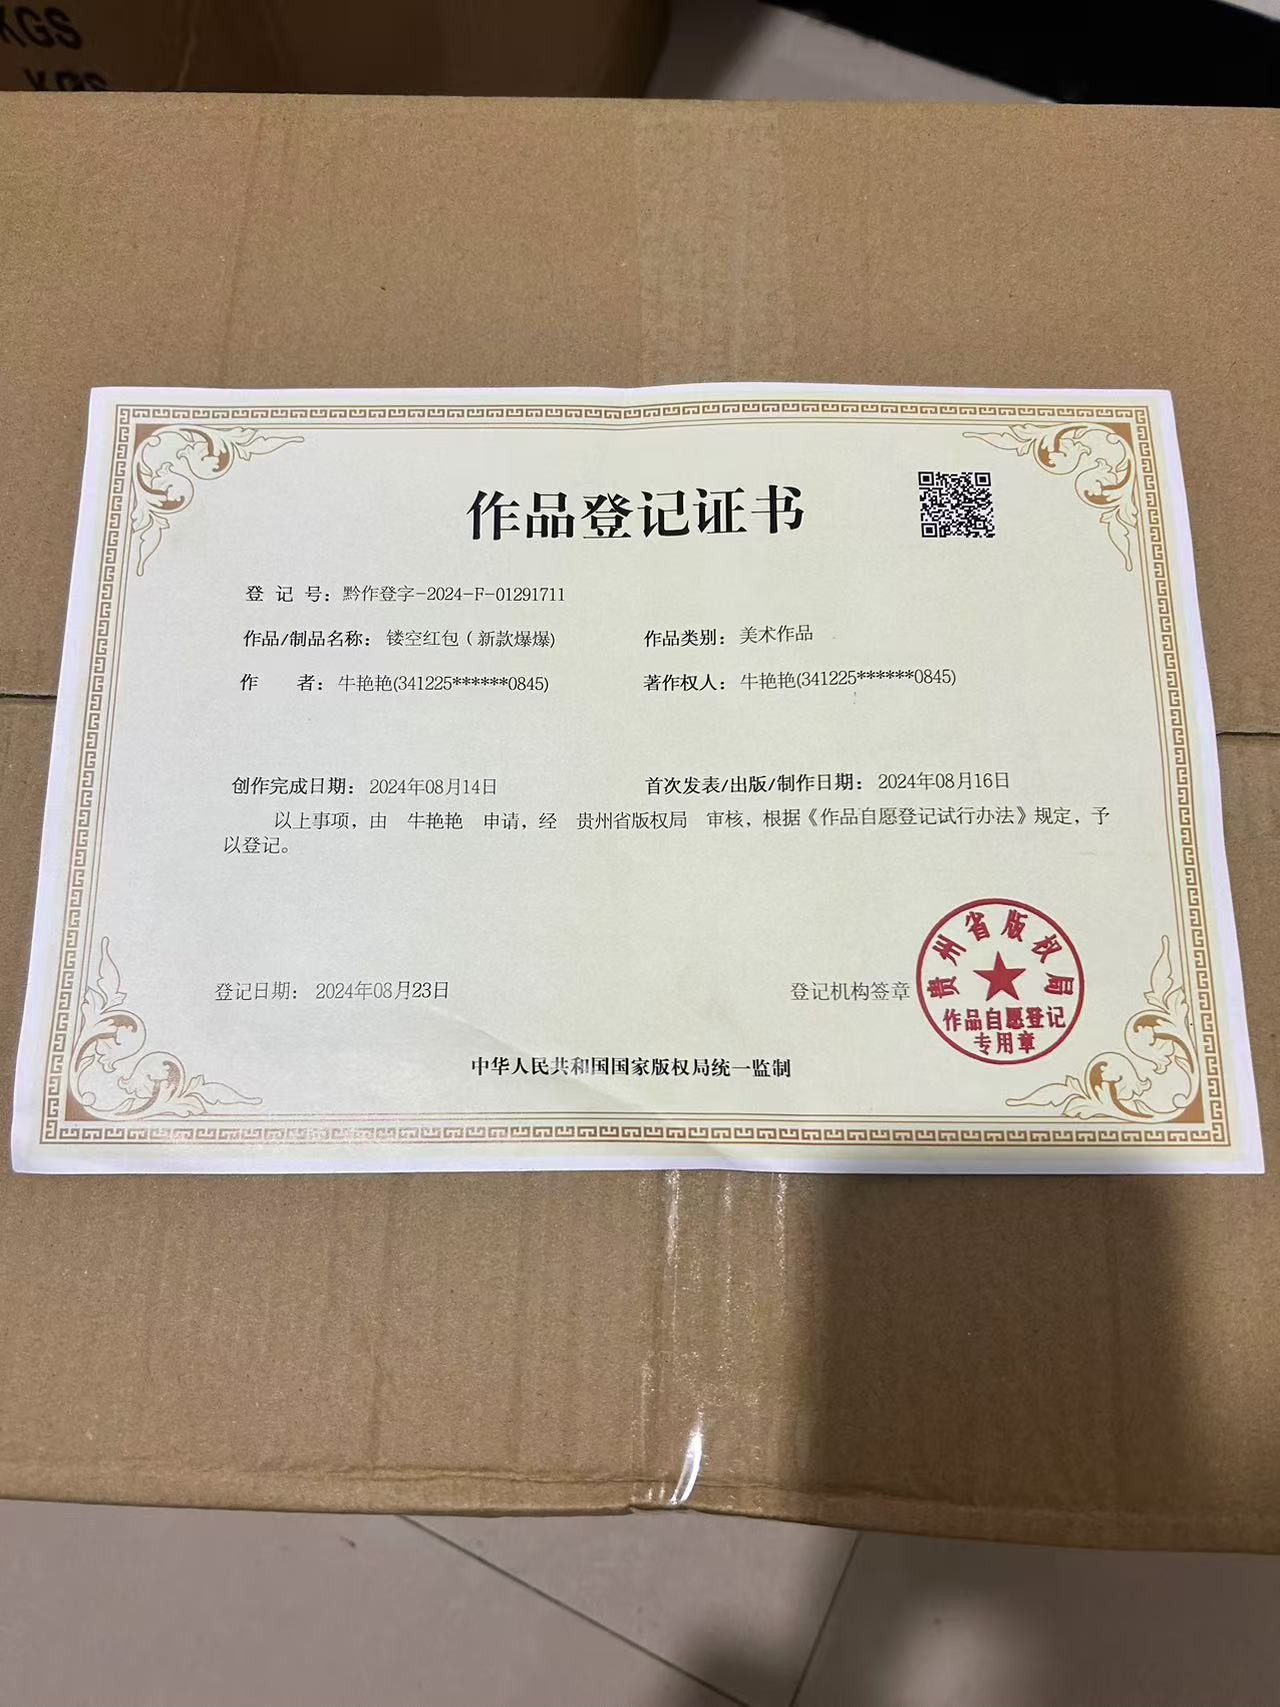 KGS
KGS
作品登记证书
登 记 号：黔作登字-2024-F-01291711
作品/制品名称： 镂空红包（新款爆爆) 作品类别： 美术作品
作 者： 牛艳艳(341225******0845) 著作权人： 牛艳艳(341225******0845)
创作完成日期： 2024年08月14日 首次发表/出版/制作日期： 2024年08月16日
以上事项，由 牛艳艳 申请，经 贵州省版权局 审核，根据《作品自愿登记试行办法》规定，予
以登记。
登记日期： 2024年08月23日 登记机构签章
贵州省版权局
作品自愿登记
专用章
中华人民共和国国家版权局统一监制